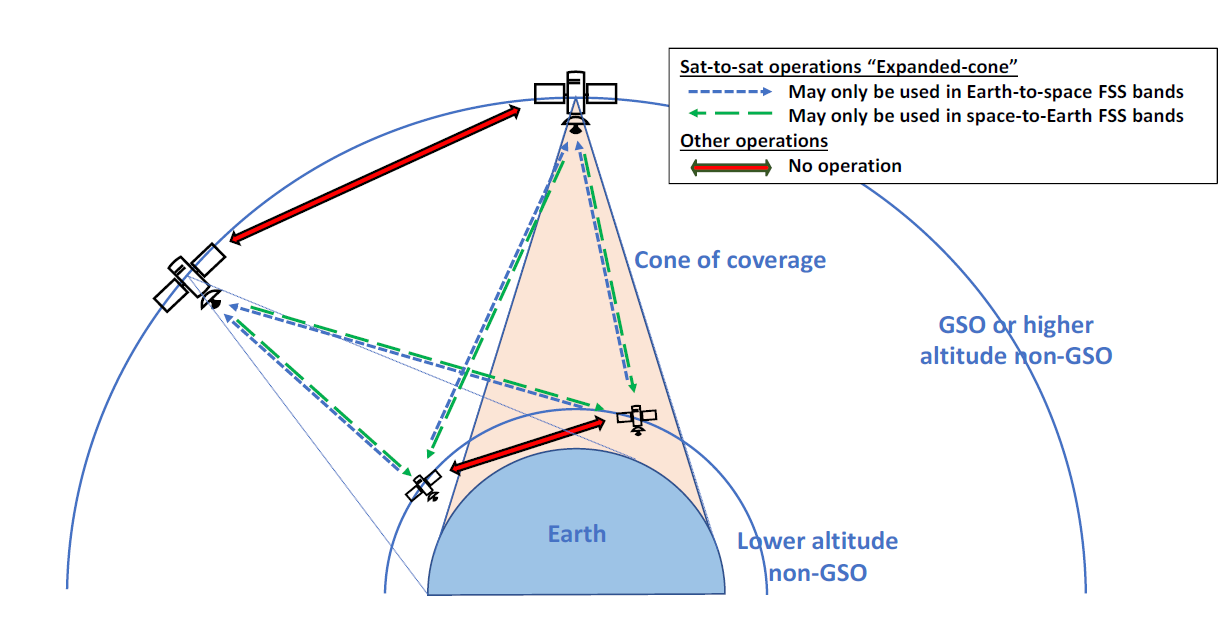 Sat-to-sat operations “Expanded-cone”
May only be used in Earth-to-space FSS bands
May only be used in space-to-Earth FSS bands
Other operations
No operation
Cone of coverage
GSO or higher
altitude non-GSO
Earth
Lower altitude
non-GSO